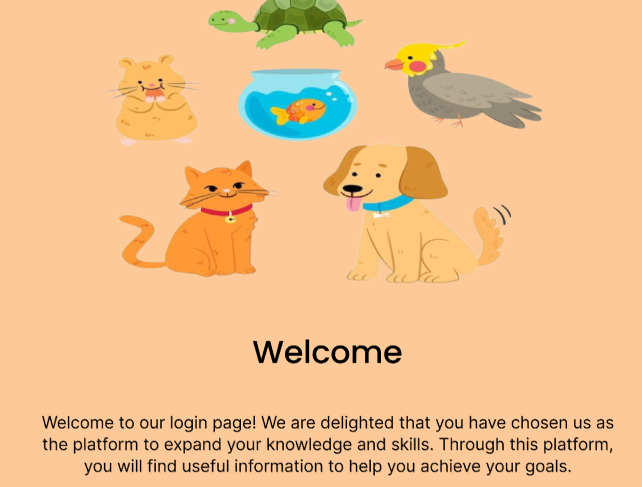 Welcome
Welcome to our login page! We are delighted that you have chosen us as
the platform to expand your knowledge and skills. Through this platform,
you will find useful information to help you achieve your goals.